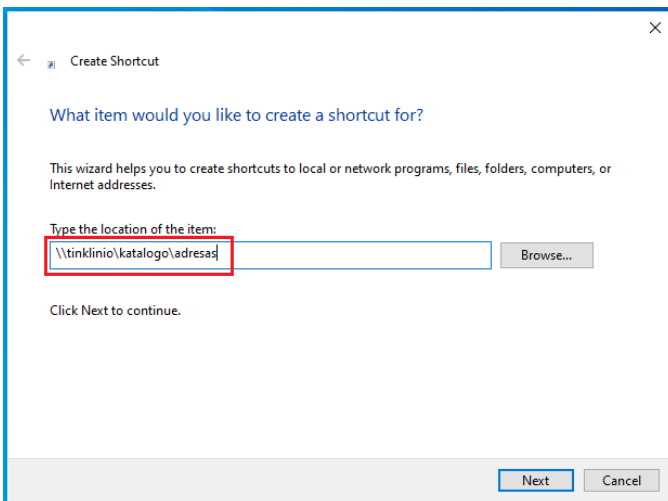 Create Shortcut
What item would you like to create a shortcut for?
This wizard helps you to create shortcuts to local or network programs, files, folders, computers, or
Internet addresses.
Type the location of the item:
\\tinklinio\katalogo\adresas
Browse...
Click Next to continue.
Next
Cancel